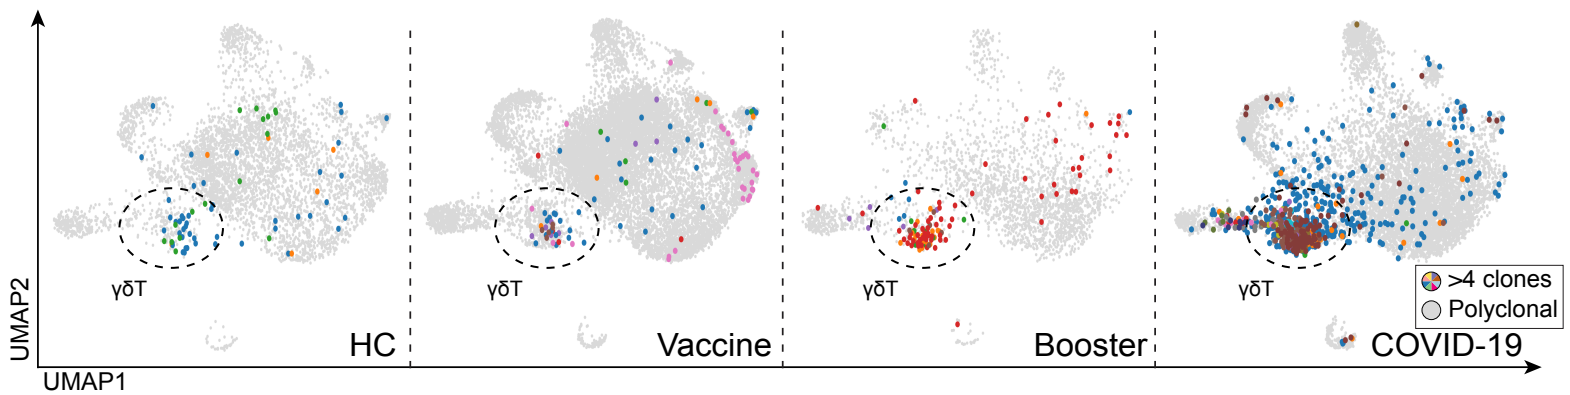 UMAP2
γδT
γδT
γδT
γδT
>4 clones
Polyclonal
HC
Vaccine
Booster
COVID-19
UMAP1